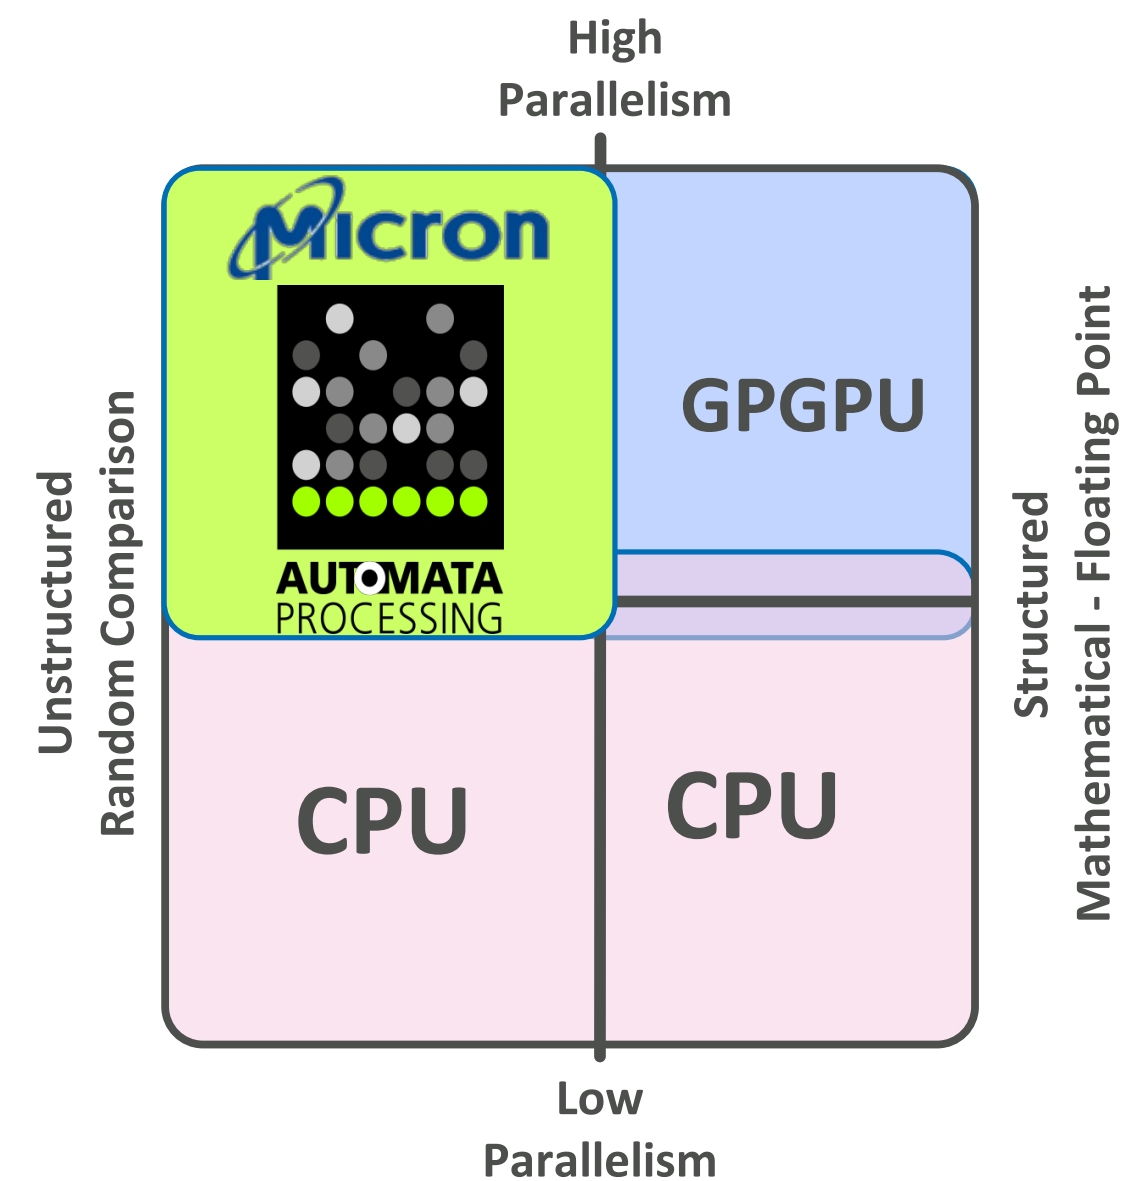 High
Parallelism
Micron
GPGPU
AUTOMATA
PROCESSING
Unstructured
Random Comparison
Structured
Mathematical - Floating Point
CPU
CPU
Low
Parallelism